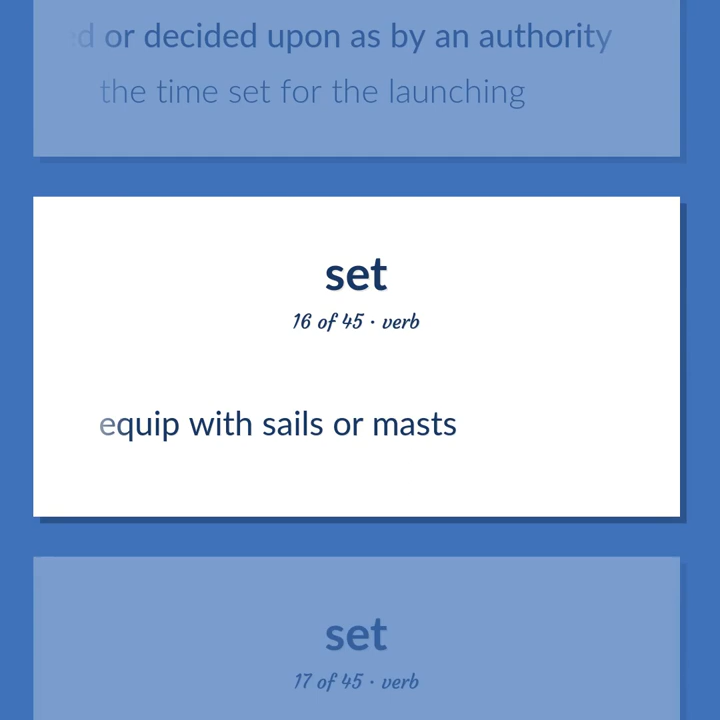 or decided upon as by an authority
the time set for the launching
set
16 of 45 · verb
equip with sails or masts
set
17 of 45 · verb